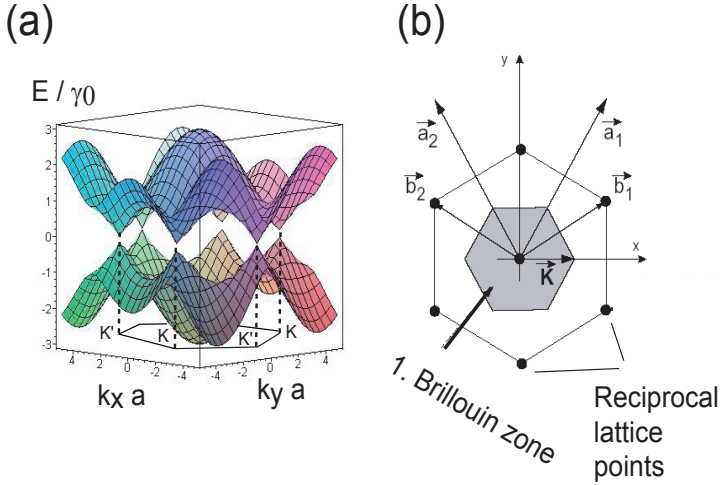 (a)
E / γ0
3
2
1
0
-1
-2
-3
K' K K' K
4 2 0 -2 -4 -4 -2 0 2 4
kx a
ky a
(b)
y
a2
a1
b2
b1
x
K
1. Brillouin zone
Reciprocal
lattice
points